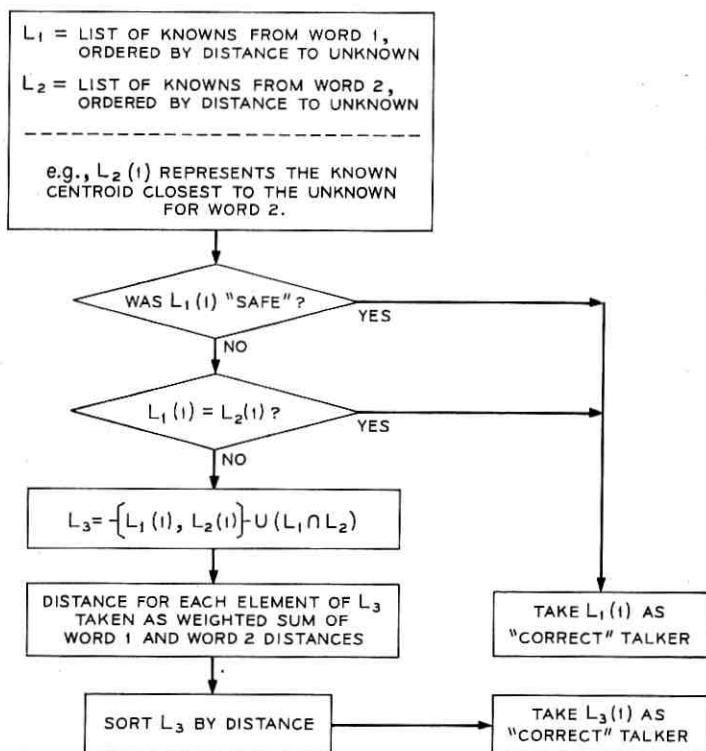 L₁ = LIST OF KNOWNS FROM WORD 1,
ORDERED BY DISTANCE TO UNKNOWN
L₂ = LIST OF KNOWNS FROM WORD 2,
ORDERED BY DISTANCE TO UNKNOWN
e.g., L₂ (1) REPRESENTS THE KNOWN
CENTROID CLOSEST TO THE UNKNOWN
FOR WORD 2.
WAS L₁ (1) "SAFE"?
YES
NO
L₁ (1) = L₂(1)?
YES
NO
L₃= {L₁ (1), L₂(1)} U (L₁ ∩ L₂)
DISTANCE FOR EACH ELEMENT OF L₃
TAKEN AS WEIGHTED SUM OF
WORD 1 AND WORD 2 DISTANCES
TAKE L₁(1) AS
"CORRECT" TALKER
SORT L₃ BY DISTANCE
TAKE L₃(1) AS
"CORRECT" TALKER